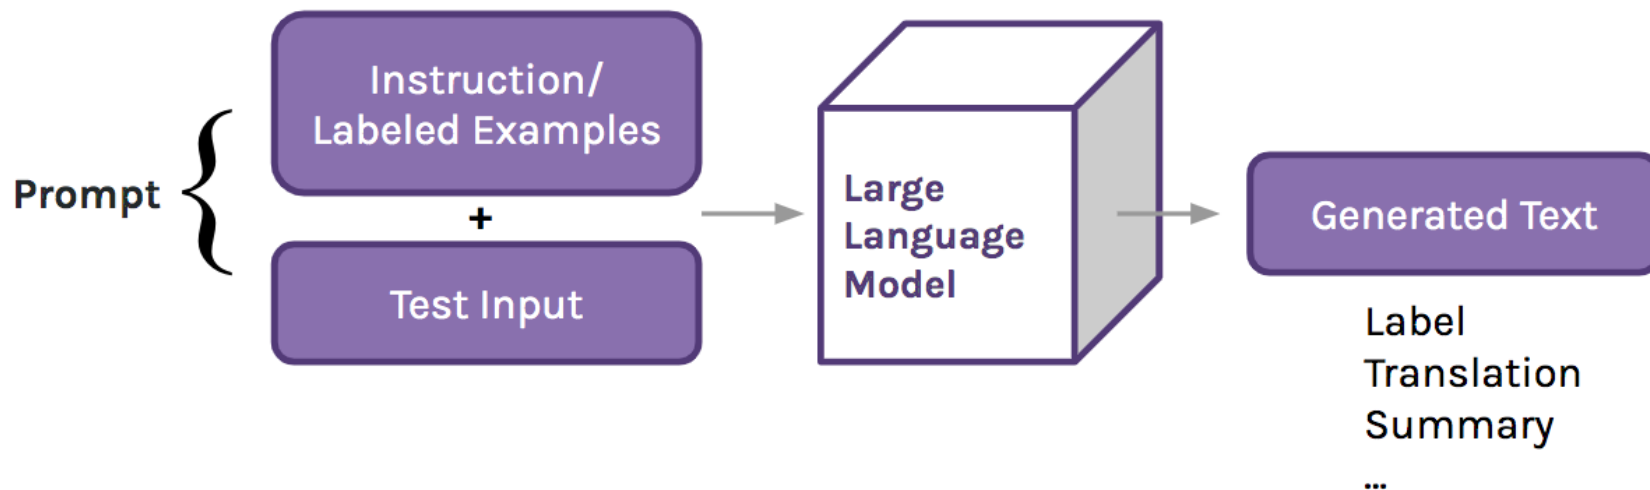 Prompt
Instruction/
Labeled Examples
+
Test Input
Large
Language
Model
Generated Text
Label
Translation
Summary
...